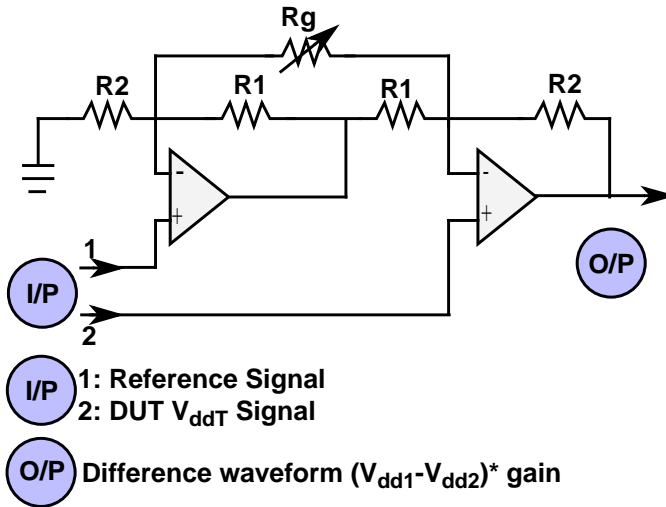 Rg
R2
R1
R1
R2
-
+
-
+
1
I/P
2
O/P
I/P
1: Reference Signal
2: DUT VddT Signal
O/P
Difference waveform (Vdd1-Vdd2)* gain